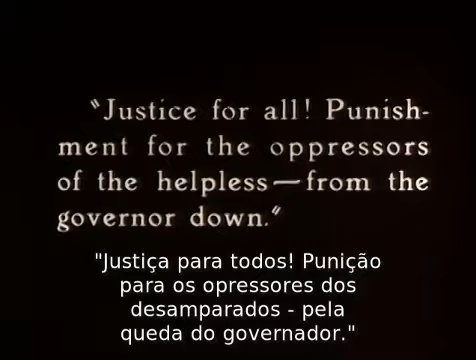 "Justice for all! Punish-
ment for the oppressors
of the helpless—from the
governor down."
"Justiça para todos! Punição
para os opressores dos
desamparados - pela
queda do governador."